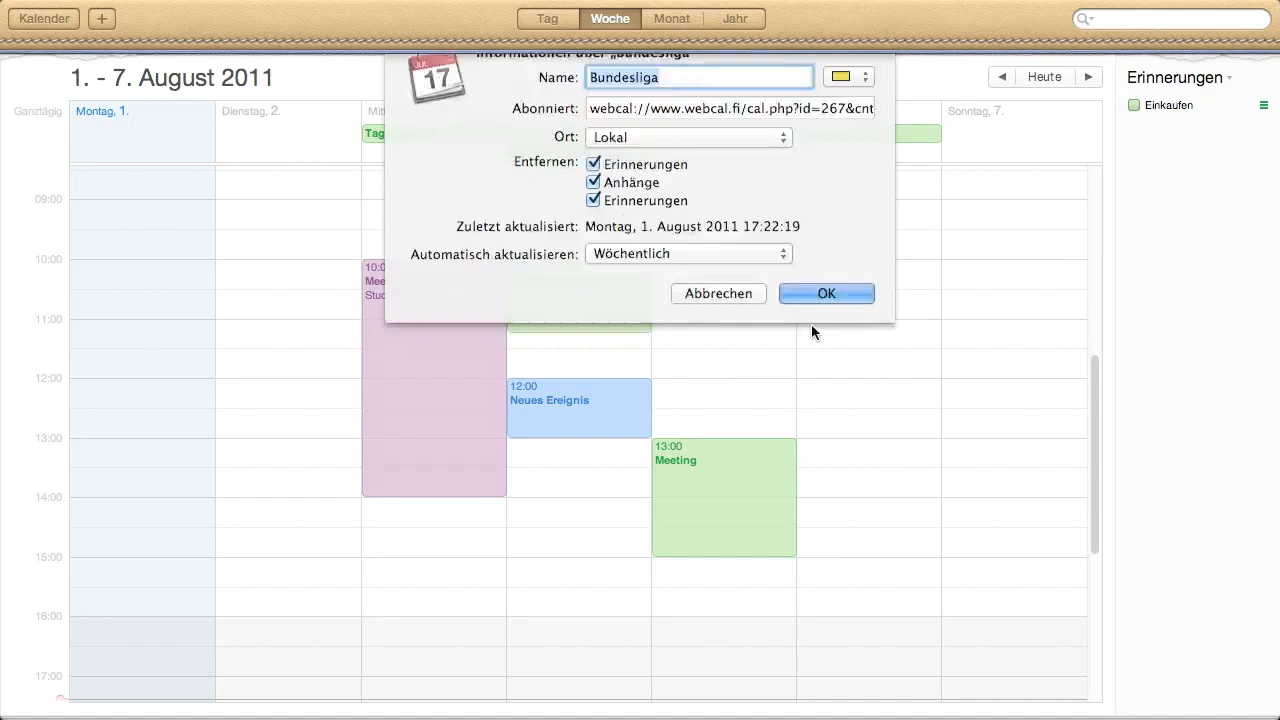 Kalender
+
Tag
Woche
Monat
Jahr
1. - 7. August 2011
Heute
Erinnerungen
Einkaufen
Ganztägig
Montag, 1.
Dienstag, 2.
Sonntag, 7.
Informationen über „Bundesliga“
JUL
17
Name: Bundesliga
Abonniert: webcal://www.webcal.fi/cal.php?id=267&cnt
Ort: Lokal
Entfernen: Erinnerungen
Anhänge
Erinnerungen
Zuletzt aktualisiert: Montag, 1. August 2011 17:22:19
Automatisch aktualisieren: Wöchentlich
Abbrechen
OK
09:00
10:00
11:00
12:00
13:00
14:00
15:00
16:00
17:00
12:00
Neues Ereignis
13:00
Meeting